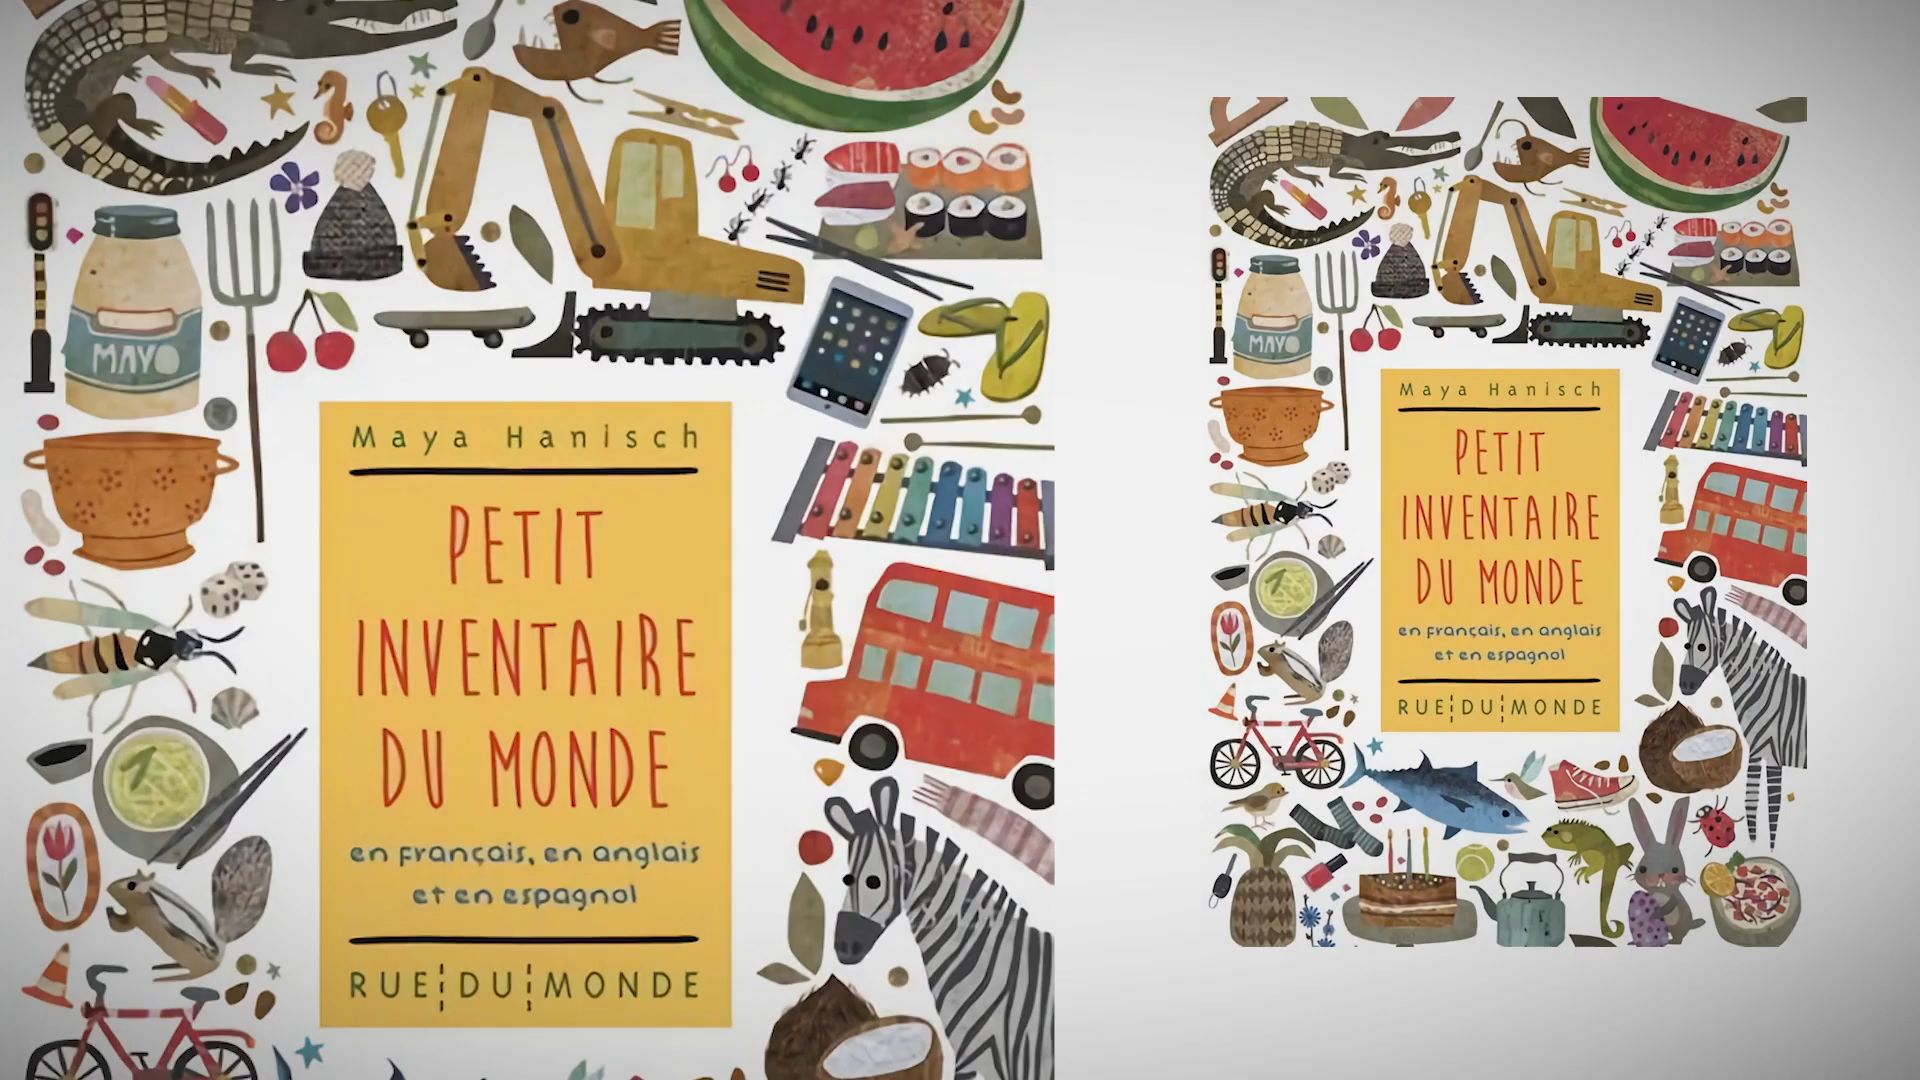 MAYO
Maya Hanisch
PETIT
INVENTAIRE
DU MONDE
en français, en anglais
et en espagnol
RUE DU MONDE
MAYO
Maya Hanisch
PETIT
INVENTAIRE
DU MONDE
en français, en anglais
et en espagnol
RUE DU MONDE